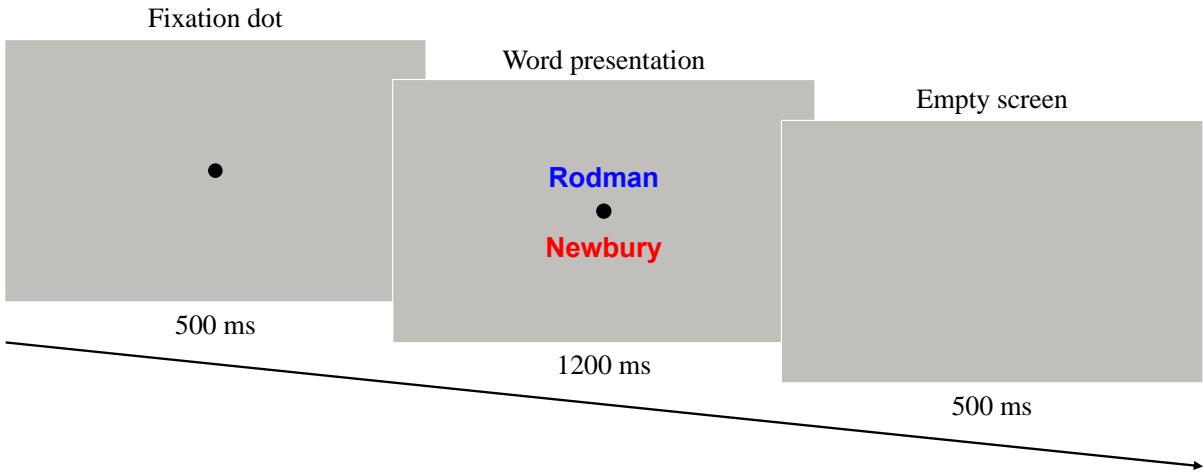 Fixation dot
500 ms
Word presentation
Rodman
Newbury
1200 ms
Empty screen
500 ms